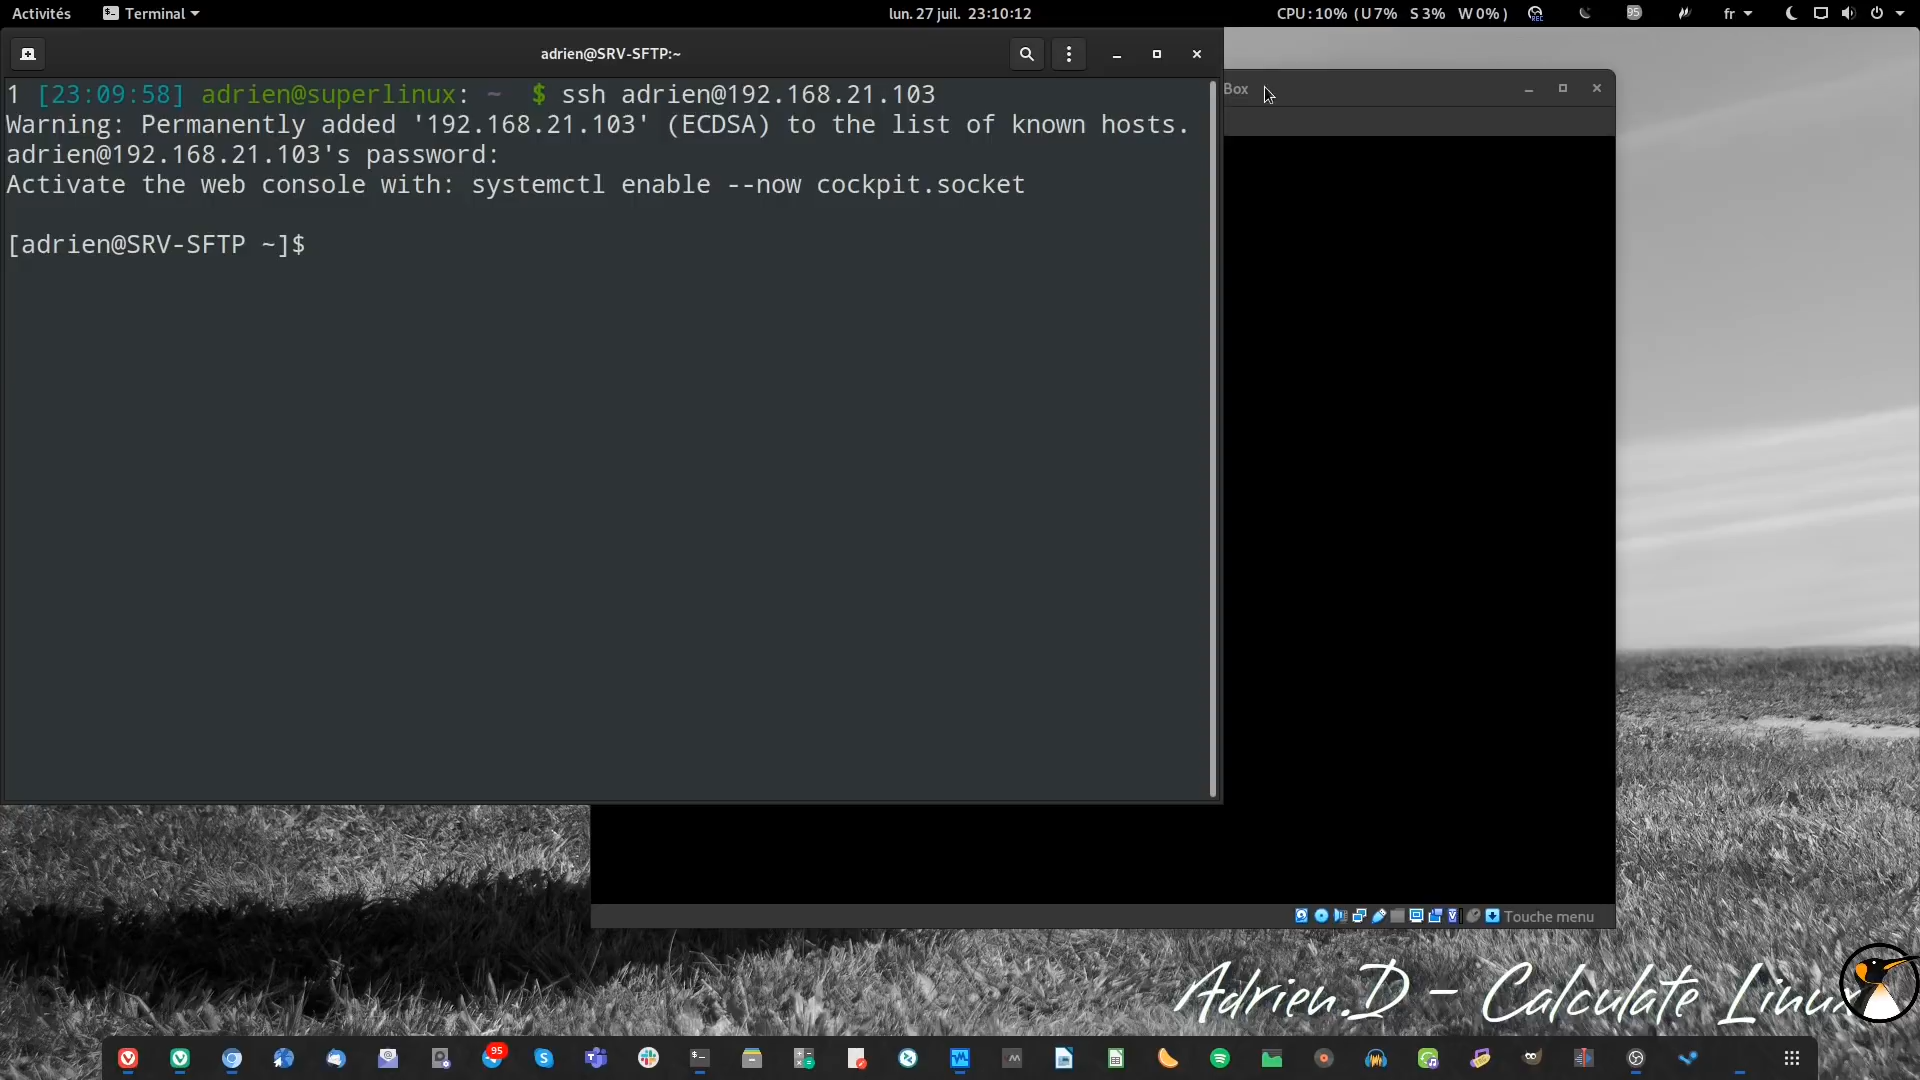 Activités Terminal lun. 27 juil. 23:10:12 CPU: 10% (U 7% S 3% W 0% ) REC 95 fr
adrien@SRV-SFTP:~
Box
1 [23:09:58] adrien@superlinux: ~ $ ssh adrien@192.168.21.103
Warning: Permanently added '192.168.21.103' (ECDSA) to the list of known hosts.
adrien@192.168.21.103's password:
Activate the web console with: systemctl enable --now cockpit.socket
[adrien@SRV-SFTP ~]$
Touche menu
Adrien.D - Calculate Linux
95